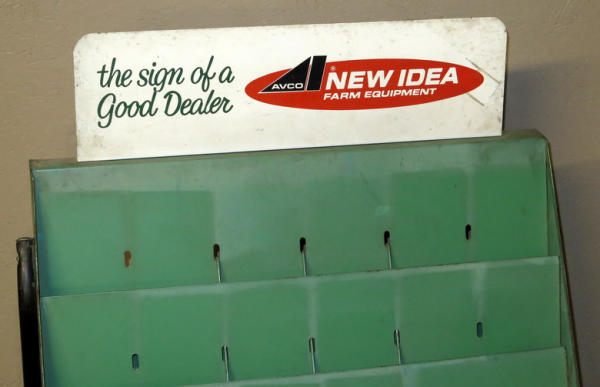 the sign of a
Good Dealer
AVCO
® NEW IDEA
FARM EQUIPMENT